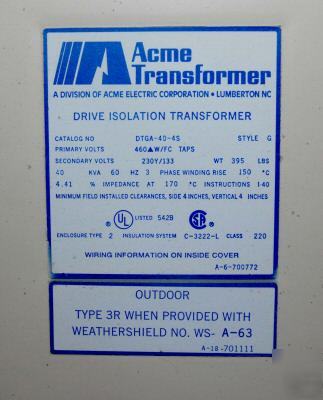 Acme
Transformer
A DIVISION OF ACME ELECTRIC CORPORATION • LUMBERTON NC
DRIVE ISOLATION TRANSFORMER
CATALOG NO DTGA-40-4S STYLE G
PRIMARY VOLTS 460▲W/FC TAPS
SECONDARY VOLTS 230Y/133 WT 395 LBS
40 KVA 60 HZ 3 PHASE WINDING RISE 150 °C
4.41 % IMPEDANCE AT 170 °C INSTRUCTIONS I-40
MINIMUM FIELD INSTALLED CLEARANCES, SIDE 4 INCHES, VERTICAL 4 INCHES
UL LISTED 542B SA
ENCLOSURE TYPE 2 INSULATION SYSTEM C-3222-L CLASS 220
WIRING INFORMATION ON INSIDE COVER
A-6-700772
OUTDOOR
TYPE 3R WHEN PROVIDED WITH
WEATHERSHIELD NO. WS- A-63
A-18-701111